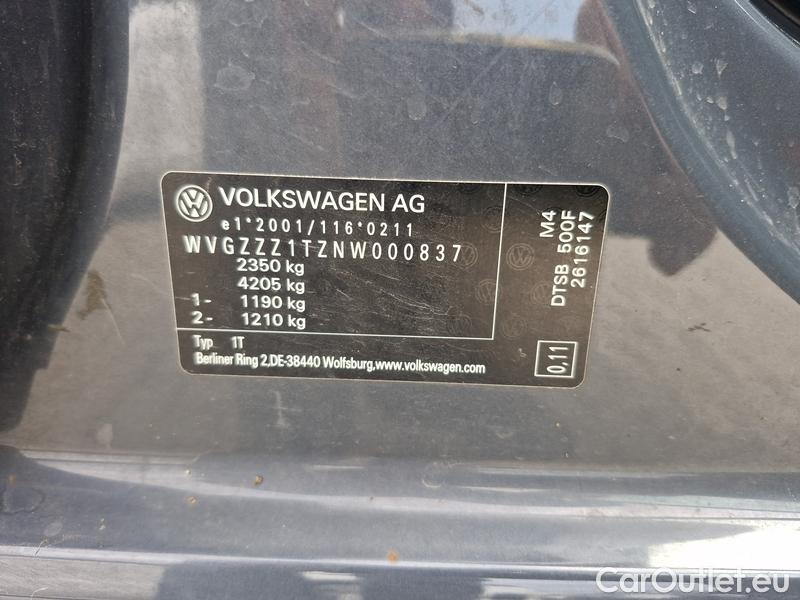 VOLKSWAGEN AG
e1*2001/116*0211
WVGZZZ1TZNW000837
2350 kg
4205 kg
1- 1190 kg
2- 1210 kg
Typ 1T
Berliner Ring 2,DE-38440 Wolfsburg,www.volkswagen.com
M4
DTSB 500F
2616147
0,11
CarOutlet.eu